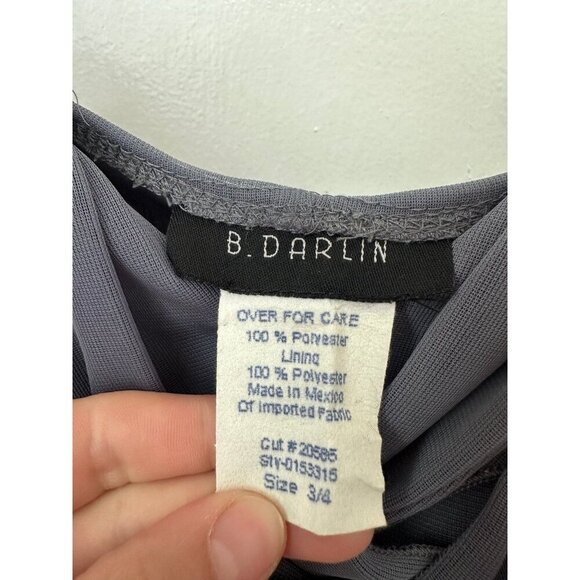 B. DARLIN
OVER FOR CARE
100 % Polyester
Lining
100 % Polyester
Made In Mexico
Of Imported Fabric
Cut # 20585
Sty-0153315
Size 3/4